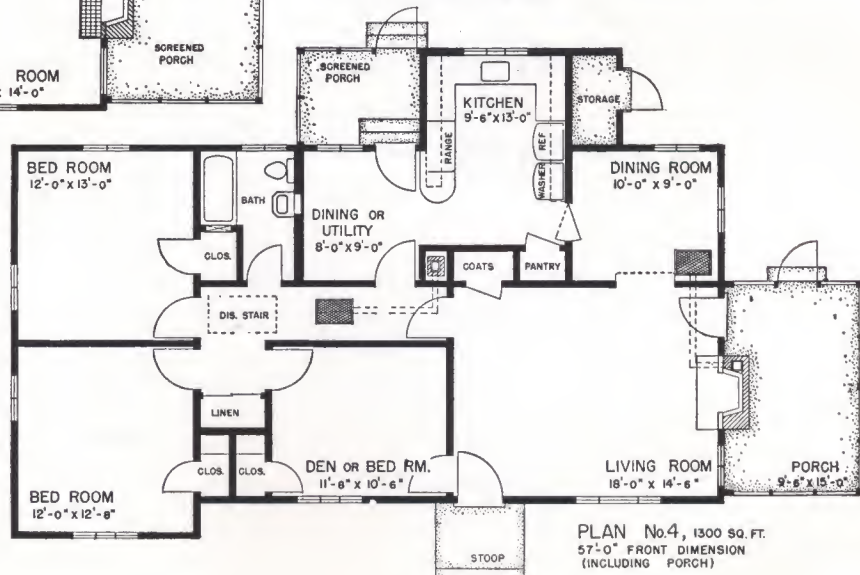 SCREENED
PORCH
ROOM
14'-0"
BED ROOM
12'-0" X 13'-0"
BATH
CLOS.
SCREENED
PORCH
DINING OR
UTILITY
8'-0" X 9'-0"
KITCHEN
9'-6" X 13'-0"
RANGE
REF
WASHER
STORAGE
DINING ROOM
10'-0" X 9'-0"
COATS
PANTRY
DIS. STAIR
LINEN
CLOS.
CLOS.
BED ROOM
12'-0" X 12'-8"
DEN OR BED RM.
11'-8" X 10'-6"
LIVING ROOM
18'-0" X 14'-6"
PORCH
9'-6" X 15'-0"
STOOP
PLAN No.4, 1300 SQ. FT.
57'-0" FRONT DIMENSION
(INCLUDING PORCH)